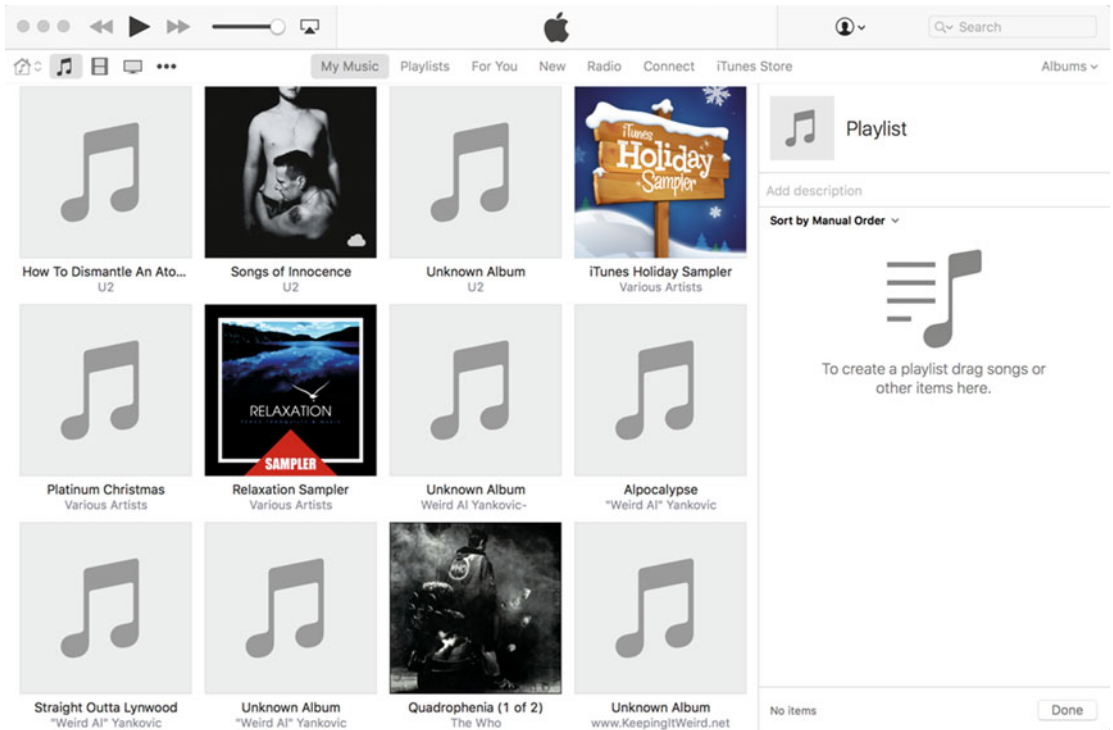 Search
My Music Playlists For You New Radio Connect iTunes Store
Albums
Playlist
Add description
Sort by Manual Order
To create a playlist drag songs or
other items here.
iTunes
Holiday
Sampler
How To Dismantle An Ato...
U2
Songs of Innocence
U2
Unknown Album
U2
iTunes Holiday Sampler
Various Artists
RELAXATION
SAMPLER
Platinum Christmas
Various Artists
Relaxation Sampler
Various Artists
Unknown Album
Weird Al Yankovic-
Alpocalypse
"Weird Al" Yankovic
Straight Outta Lynwood
"Weird Al" Yankovic
Unknown Album
"Weird Al" Yankovic
Quadrophenia (1 of 2)
The Who
Unknown Album
www.KeepingItWeird.net
No items
Done